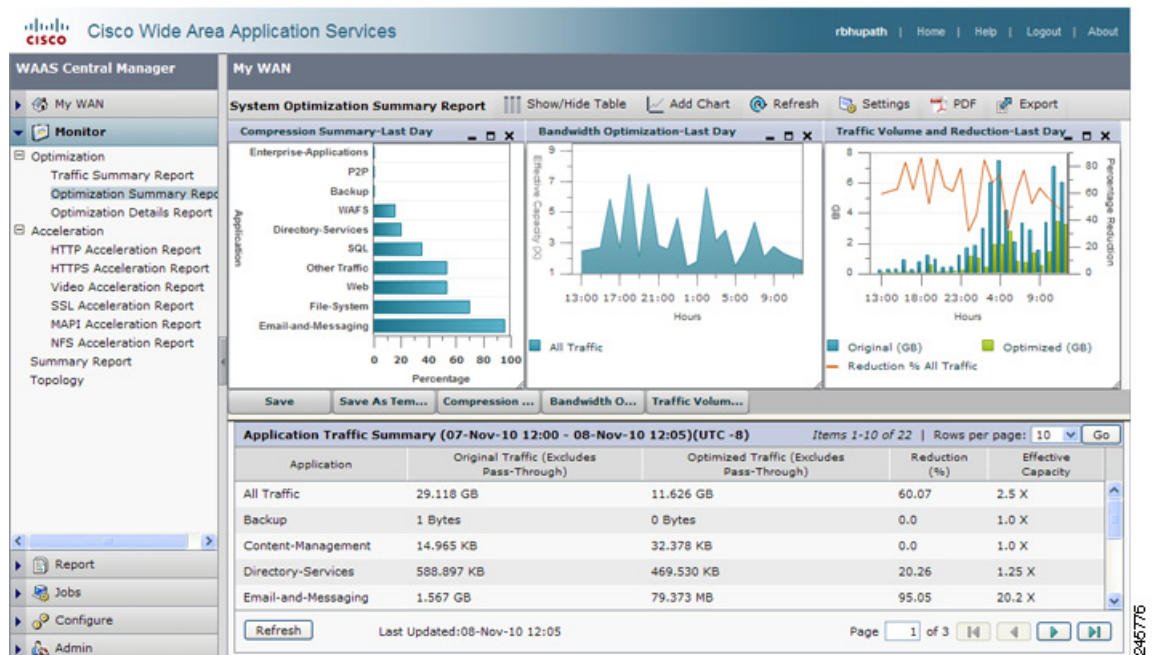 CISCO Cisco Wide Area Application Services
rbhupath | Home | Help | Logout | About
WAAS Central Manager
My WAN
Monitor
Optimization
Traffic Summary Report
Optimization Summary Repo
Optimization Details Report
Acceleration
HTTP Acceleration Report
HTTPS Acceleration Report
Video Acceleration Report
SSL Acceleration Report
MAPI Acceleration Report
NFS Acceleration Report
Summary Report
Topology
Report
Jobs
Configure
Admin
My WAN
System Optimization Summary Report Show/Hide Table Add Chart Refresh Settings PDF Export
Compression Summary-Last Day
Application
Enterprise-Applications
P2P
Backup
WAFS
Directory-Services
SQL
Other Traffic
Web
File-System
Email-and-Messaging
0 20 40 60 80 100
Percentage
Bandwidth Optimization-Last Day
Effective Capacity (X)
9
7
5
3
1
13:00 17:00 21:00 1:00 5:00 9:00
Hours
All Traffic
Traffic Volume and Reduction-Last Day
GB
8
6
4
2
0
80
60
40
20
0
Percentage Reduction
13:00 18:00 23:00 4:00 9:00
Hours
Original (GB) Optimized (GB)
Reduction % All Traffic
Save Save As Tem... Compression ... Bandwidth O... Traffic Volum...
Application Traffic Summary (07-Nov-10 12:00 - 08-Nov-10 12:05)(UTC -8) Items 1-10 of 22 | Rows per page: 10 Go
Application Original Traffic (Excludes Pass-Through) Optimized Traffic (Excludes Pass-Through) Reduction (%) Effective Capacity
All Traffic 29.118 GB 11.626 GB 60.07 2.5 X
Backup 1 Bytes 0 Bytes 0.0 1.0 X
Content-Management 14.965 KB 32.378 KB 0.0 1.0 X
Directory-Services 588.897 KB 469.530 KB 20.26 1.25 X
Email-and-Messaging 1.567 GB 79.373 MB 95.05 20.2 X
Refresh Last Updated:08-Nov-10 12:05 Page 1 of 3
245776